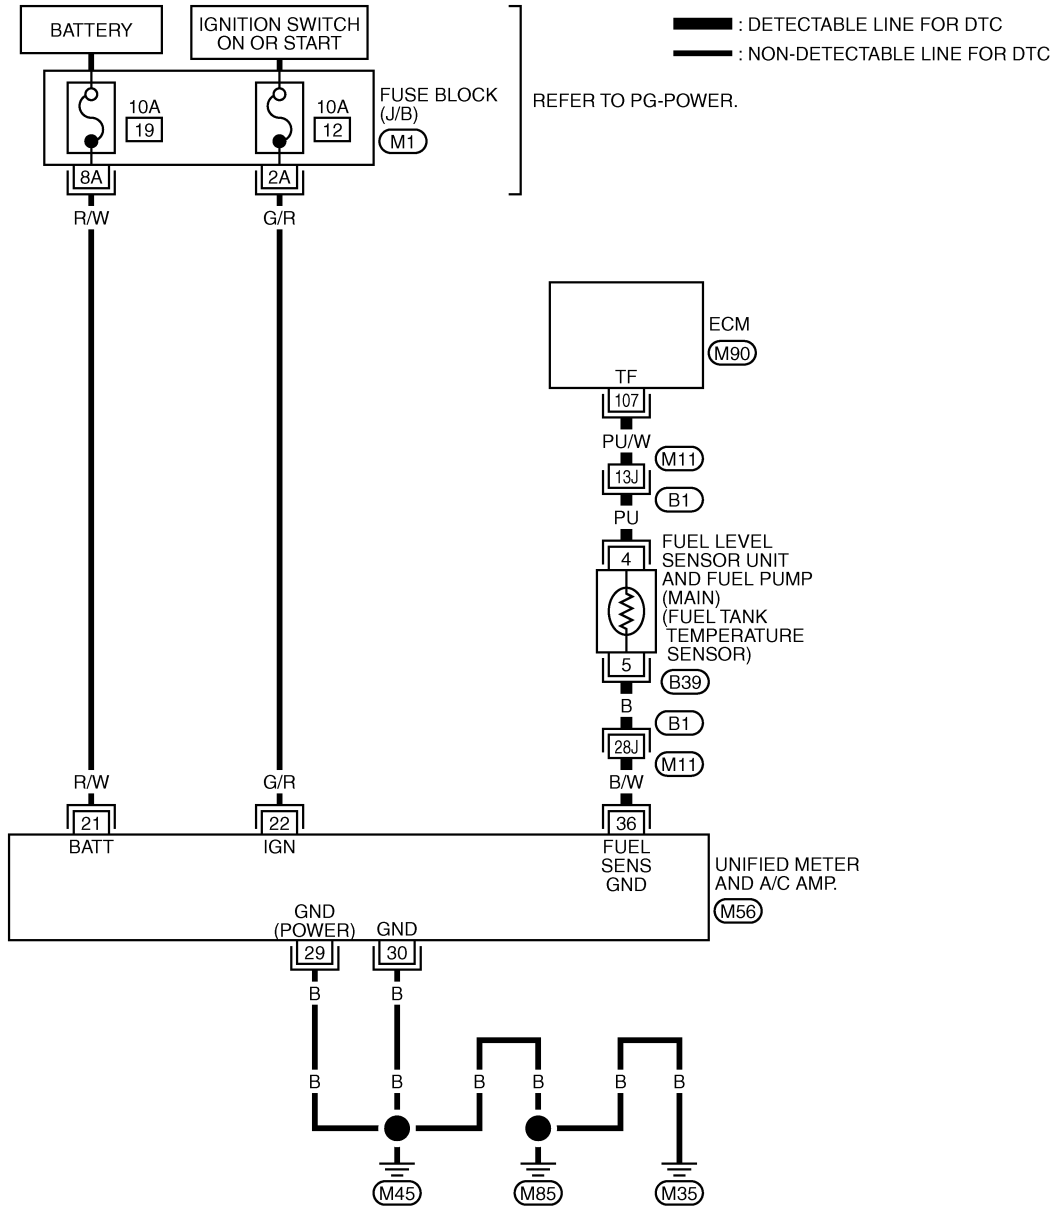 BATTERY
IGNITION SWITCH
ON OR START
: DETECTABLE LINE FOR DTC
: NON-DETECTABLE LINE FOR DTC
10A
19
10A
12
FUSE BLOCK
(J/B)
M1
REFER TO PG-POWER.
8A
2A
R/W
G/R
ECM
M90
TF
107
PU/W
M11
13J
B1
PU
4
FUEL LEVEL
SENSOR UNIT
AND FUEL PUMP
(MAIN)
(FUEL TANK
TEMPERATURE
SENSOR)
5
B39
B
B1
28J
M11
R/W
G/R
B/W
21
22
36
BATT
IGN
FUEL
SENS
GND
UNIFIED METER
AND A/C AMP.
M56
GND
(POWER)
GND
29
30
B
B
B
B
B
B
B
B
M45
M85
M35